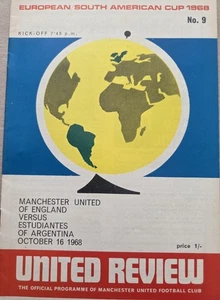 EUROPEAN SOUTH AMERICAN CUP 1968
No. 9
KICK-OFF 7·45 p.m.
MANCHESTER UNITED
OF ENGLAND
VERSUS
ESTUDIANTES
OF ARGENTINA
OCTOBER 16 1968
price 1/-
UNITED REVIEW
THE OFFICIAL PROGRAMME OF MANCHESTER UNITED FOOTBALL CLUB